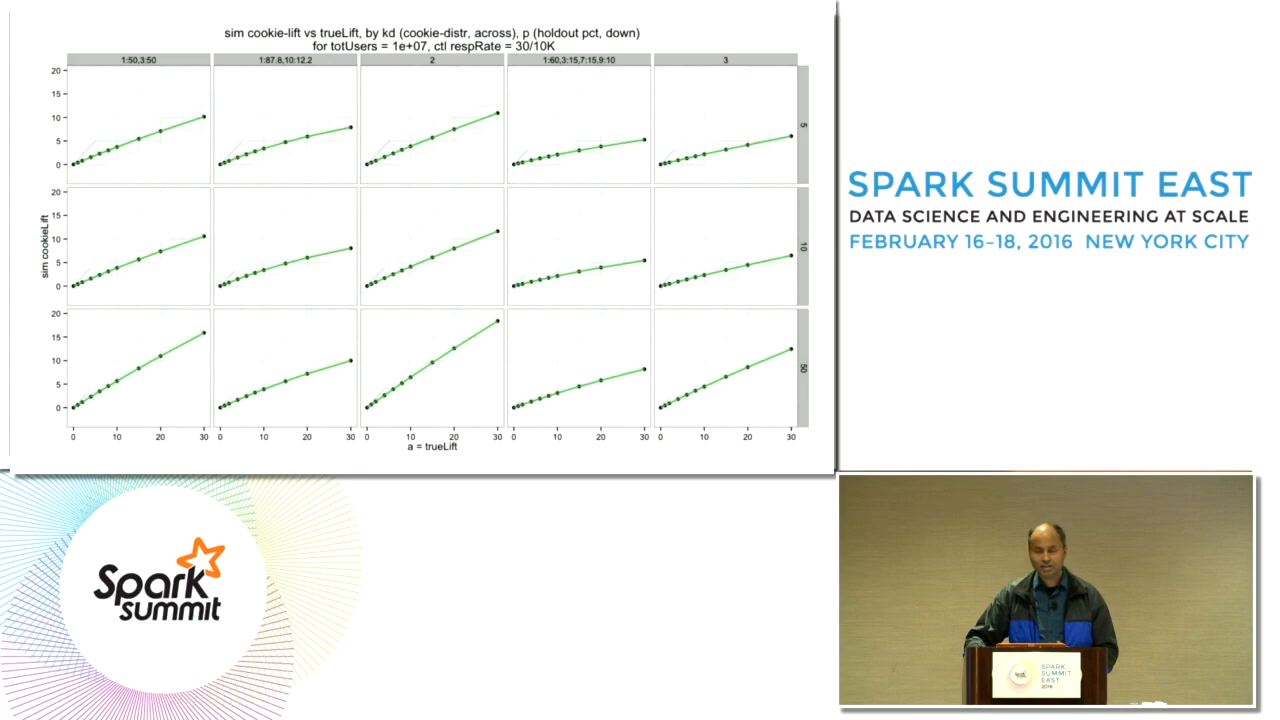 sim cookie-lift vs trueLift, by kd (cookie-distr, across), p (holdout pct, down)
for totUsers = 1e+07, ctl respRate = 30/10K
1:50,3:50 1:87.8,10:12.2 2 1:60,3:15,7:15,9:10 3
20
15
10
5
0
5
20
15
10
5
0
10
sim cookieLift
20
15
10
5
0
50
0 10 20 30 0 10 20 30 0 10 20 30 0 10 20 30 0 10 20 30
a = trueLift
SPARK SUMMIT EAST
DATA SCIENCE AND ENGINEERING AT SCALE
FEBRUARY 16-18, 2016 NEW YORK CITY
Spark
summit
SPARK
SUMMIT
EAST
2016